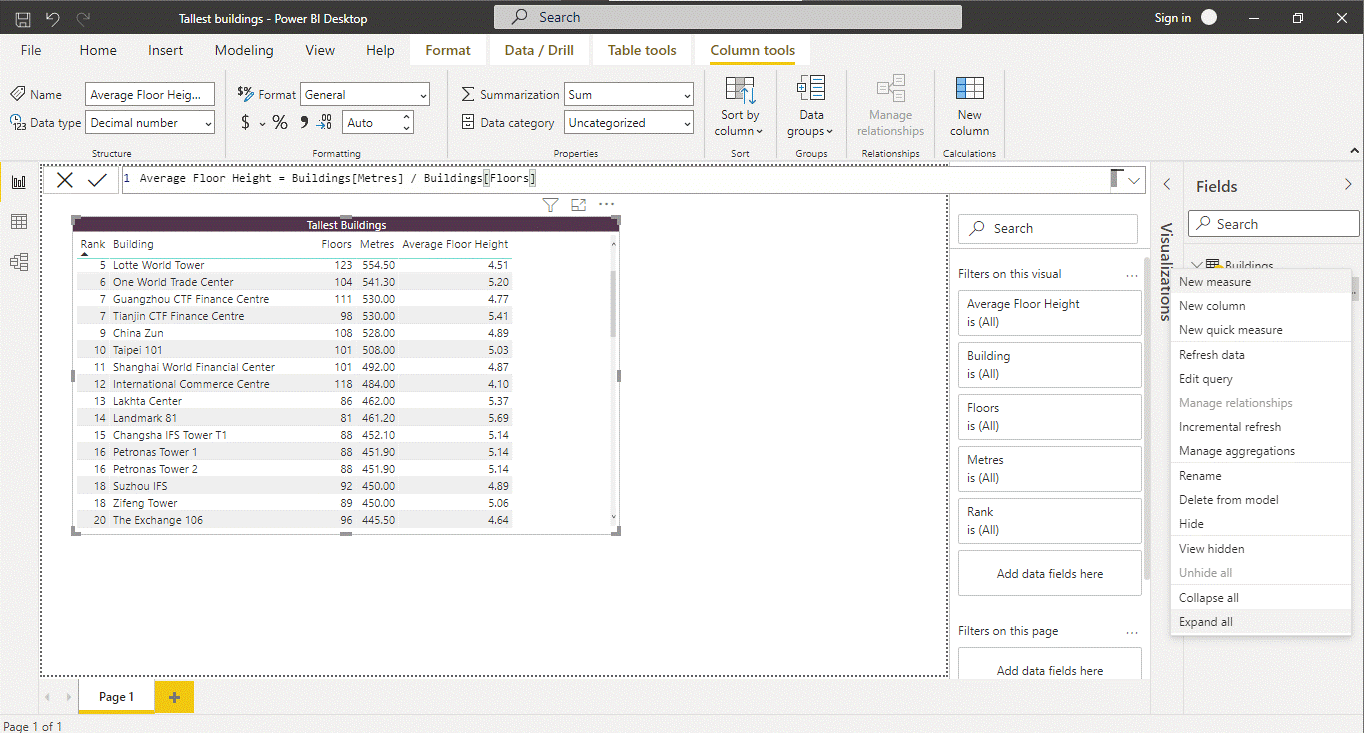 Tallest buildings - Power BI Desktop
Search
Sign in
File Home Insert Modeling View Help Format Data / Drill Table tools Column tools
Name Average Floor Heig... $% Format General Summarization Sum
Data type Decimal number $ % 9 .00 Auto Data category Uncategorized
Sort by column
Data groups
Manage relationships
New column
Structure Formatting Properties Sort Groups Relationships Calculations
1 Average Floor Height = Buildings[Metres] / Buildings[Floors]
Tallest Buildings
Rank Building Floors Metres Average Floor Height
5 Lotte World Tower 123 554.50 4.51
6 One World Trade Center 104 541.30 5.20
7 Guangzhou CTF Finance Centre 111 530.00 4.77
7 Tianjin CTF Finance Centre 98 530.00 5.41
9 China Zun 108 528.00 4.89
10 Taipei 101 101 508.00 5.03
11 Shanghai World Financial Center 101 492.00 4.87
12 International Commerce Centre 118 484.00 4.10
13 Lakhta Center 86 462.00 5.37
14 Landmark 81 81 461.20 5.69
15 Changsha IFS Tower T1 88 452.10 5.14
16 Petronas Tower 1 88 451.90 5.14
16 Petronas Tower 2 88 451.90 5.14
18 Suzhou IFS 92 450.00 4.89
18 Zifeng Tower 89 450.00 5.06
20 The Exchange 106 96 445.50 4.64
Search
Filters on this visual ...
Average Floor Height
is (All)
Building
is (All)
Floors
is (All)
Metres
is (All)
Rank
is (All)
Add data fields here
Filters on this page ...
Add data fields here
Visualizations
Fields
Search
Buildings
New measure
New column
New quick measure
Refresh data
Edit query
Manage relationships
Incremental refresh
Manage aggregations
Rename
Delete from model
Hide
View hidden
Unhide all
Collapse all
Expand all
Page 1
Page 1 of 1